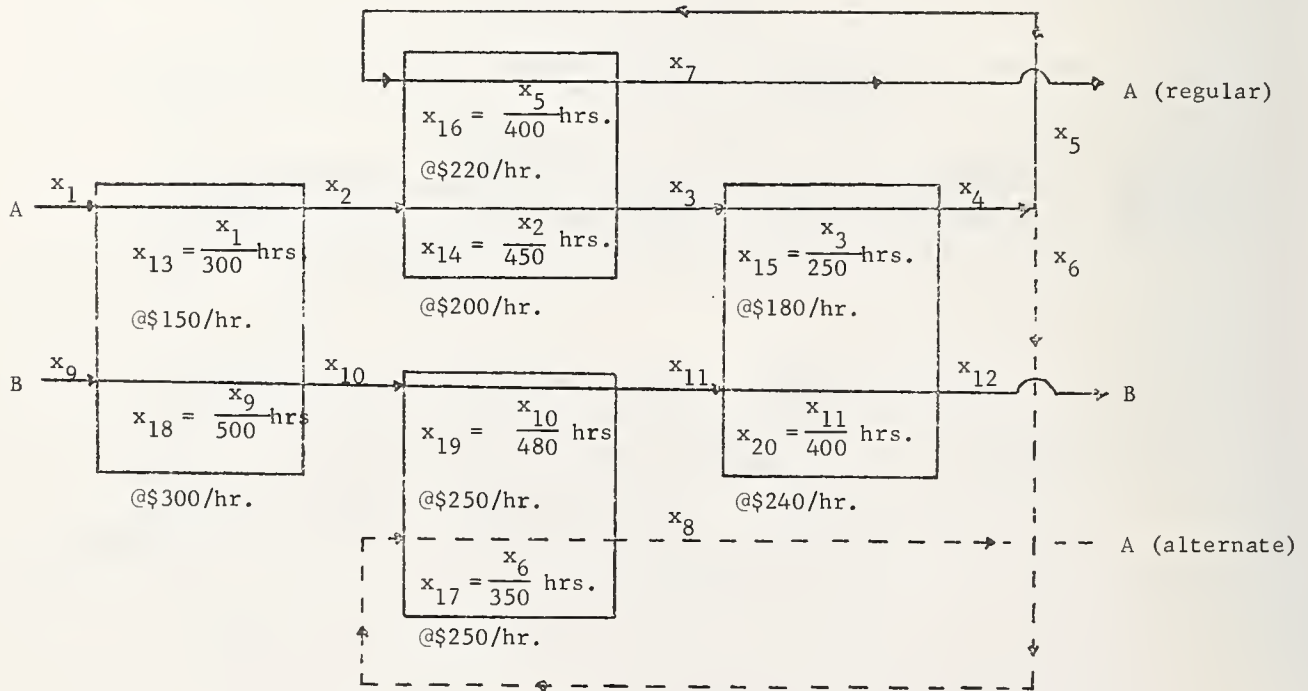 x7
A (regular)
x16 = x5/400 hrs.
@$220/hr.
x5
A
x1
x2
x3
x4
x13 = x1/300 hrs
x14 = x2/450 hrs.
x15 = x3/250 hrs.
x6
@$150/hr.
@$200/hr.
@$180/hr.
B
x9
x10
x11
x12
B
x18 = x9/500 hrs
x19 = x10/480 hrs
x20 = x11/400 hrs.
@$300/hr.
@$250/hr.
@$240/hr.
x8
A (alternate)
x17 = x6/350 hrs.
@$250/hr.